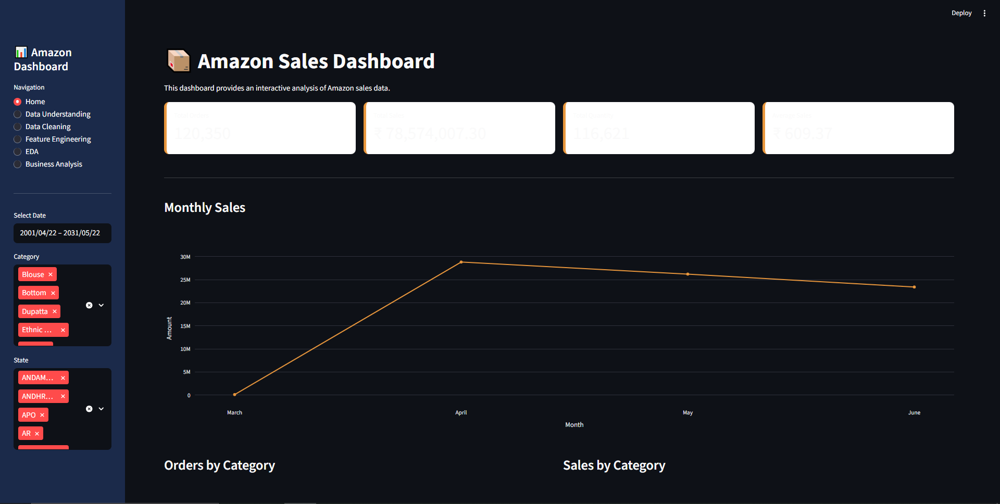 Deploy
Amazon
Dashboard
Navigation
Home
Data Understanding
Data Cleaning
Feature Engineering
EDA
Business Analysis
Select Date
2001/04/22 – 2031/05/22
Category
Blouse
Bottom
Dupatta
Ethnic ...
State
ANDAM...
ANDHR...
APO
AR
Amazon Sales Dashboard
This dashboard provides an interactive analysis of Amazon sales data.
Total Orders
120,350
Total Sales
₹ 78,574,007.30
Total Quantity
116,621
Average Sales
₹ 609.37
Monthly Sales
30M
25M
20M
15M
10M
5M
0
Amount
March
April
May
June
Month
Orders by Category
Sales by Category